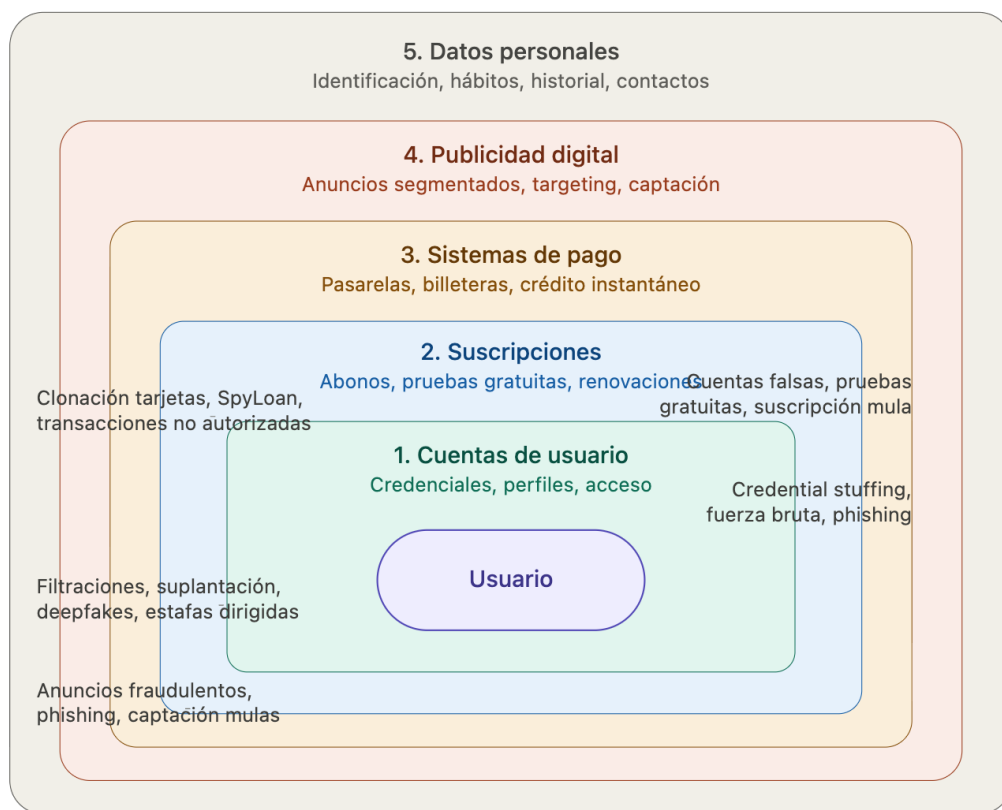 5. Datos personales
Identificación, hábitos, historial, contactos
4. Publicidad digital
Anuncios segmentados, targeting, captación
3. Sistemas de pago
Pasarelas, billeteras, crédito instantáneo
2. Suscripciones
Abonos, pruebas gratuitas, renovaciones
Cuentas falsas, pruebas
gratuitas, suscripción mula
Clonación tarjetas, SpyLoan,
transacciones no autorizadas
1. Cuentas de usuario
Credenciales, perfiles, acceso
Credential stuffing,
fuerza bruta, phishing
Usuario
Filtraciones, suplantación,
deepfakes, estafas dirigidas
Anuncios fraudulentos,
phishing, captación mulas